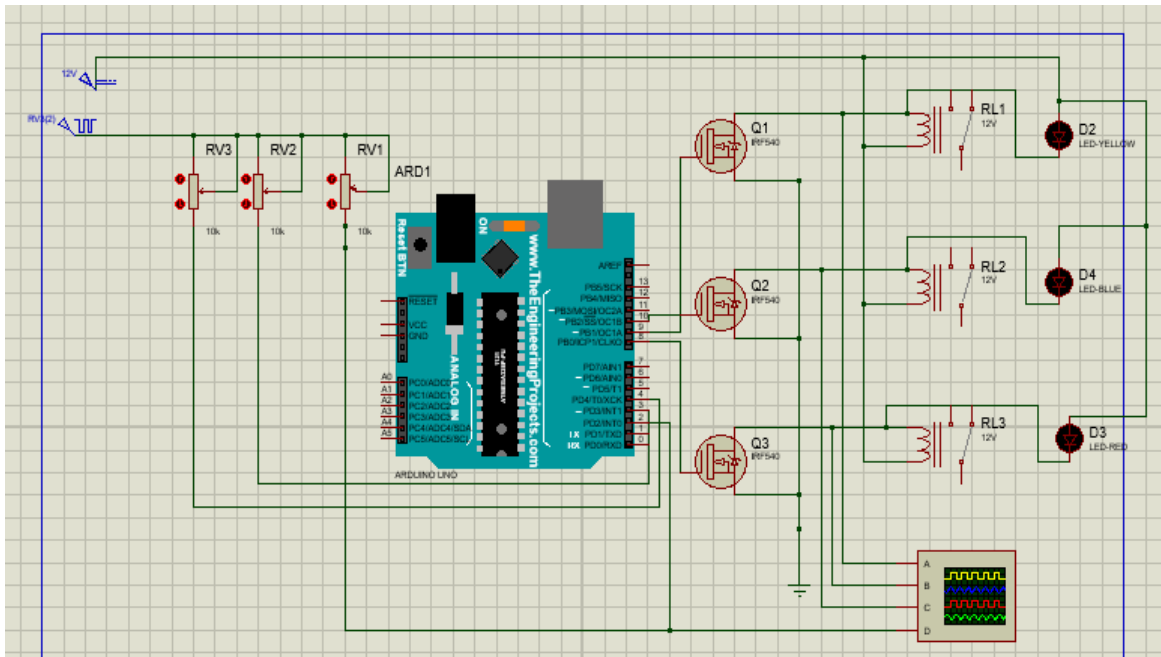 12V
RV3(2)
RV3
RV2
RV1
10k
10k
10k
ARD1
ARDUINO UNO
Reset BTN
ON
www.TheEngineeringProjects.com
ANALOG IN
RESET
VCC
GND
A0 PC0/ADC0
A1 PC1/ADC1
A2 PC2/ADC2
A3 PC3/ADC3
A4 PC4/ADC4/SDA
A5 PC5/ADC5/SCL
AREF
PB5/SCK 13
PB4/MISO 12
~PB3/MOSI/OC2A 11
~PB2/SS/OC1B 10
~PB1/OC1A 9
PB0/ICP1/CLKO 8
PD7/AIN1 7
~PD6/AIN0 6
~PD5/T1 5
PD4/T0/XCK 4
~PD3/INT1 3
PD2/INT0 2
TX PD1/TXD 1
RX PD0/RXD 0
Q1
IRF540
Q2
IRF540
Q3
IRF540
RL1
12V
D2
LED-YELLOW
RL2
12V
D4
LED-BLUE
RL3
12V
D3
LED-RED
A
B
C
D